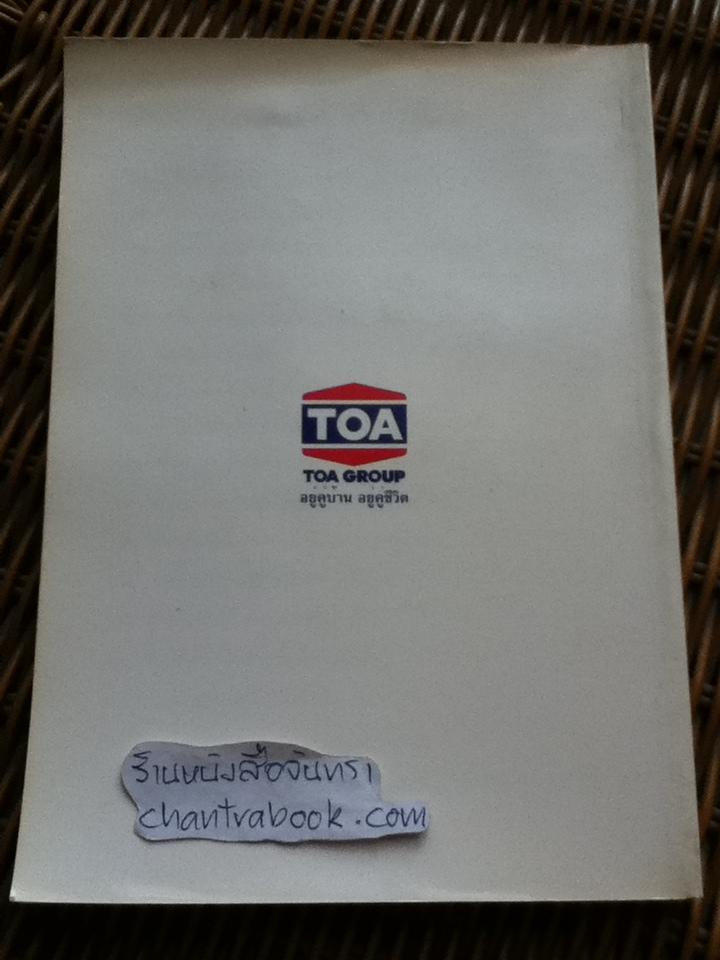 TOA
TOA GROUP
อยู่คู่บ้าน อยู่คู่ชีวิต
ร้านหนังสือจันทรา
chantrabook.com